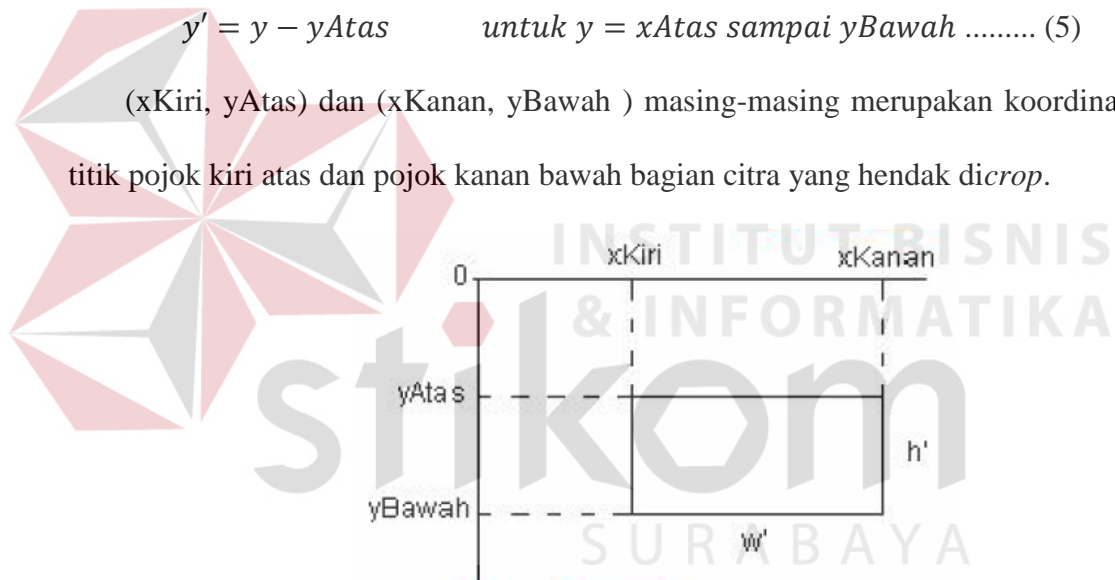 y′ = y − yAtas untuk y = xAtas sampai yBawah ......... (5)
(xKiri, yAtas) dan (xKanan, yBawah ) masing-masing merupakan koordina
titik pojok kiri atas dan pojok kanan bawah bagian citra yang hendak dicrop.
INSTITUT BISNIS
xKiri xKanan
0
& INFORMATIKA
stikom
yAtas
h'
yBawah
w'
SURABAYA